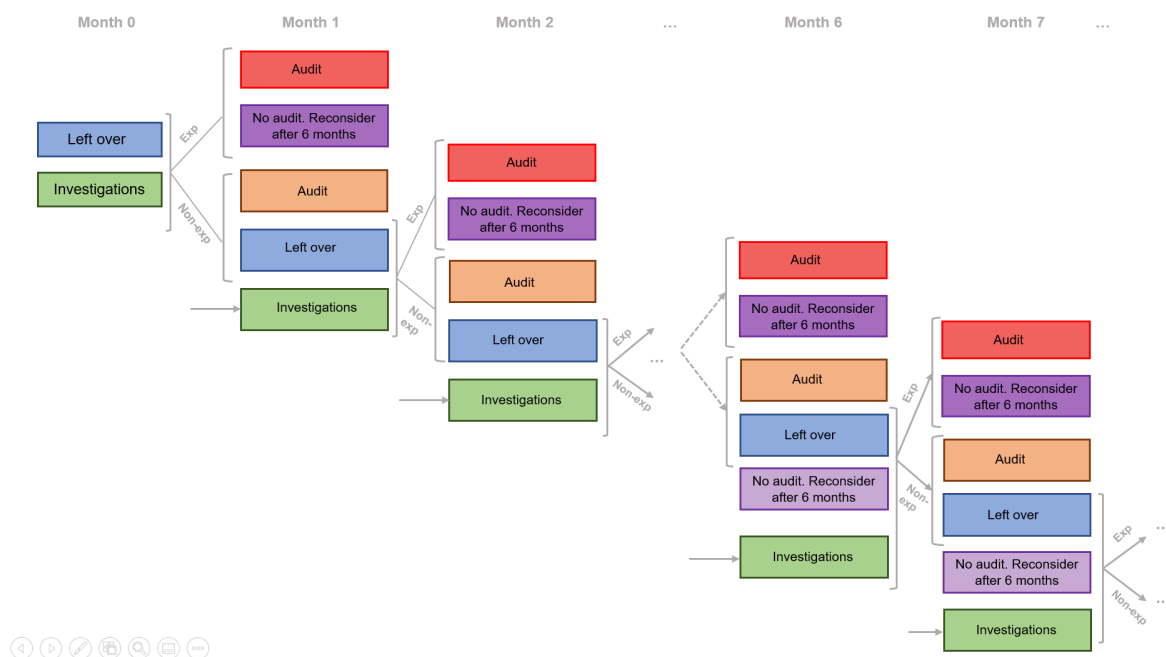 Month 0
Month 1
Month 2
...
Month 6
Month 7
...
Left over
Investigations
Exp
Non-exp
Audit
No audit. Reconsider
after 6 months
Audit
Left over
Investigations
Exp
Non-
exp
Audit
No audit. Reconsider
after 6 months
Audit
Left over
Investigations
Exp
Non-exp
...
Audit
No audit. Reconsider
after 6 months
Audit
Left over
No audit. Reconsider
after 6 months
Investigations
Exp
Non-
exp
Audit
No audit. Reconsider
after 6 months
Audit
Left over
No audit. Reconsider
after 6 months
Investigations
Exp
Non-exp
..
..